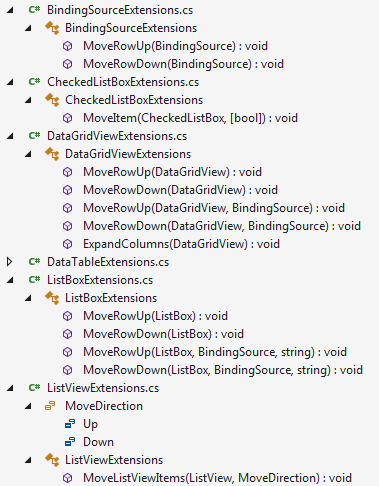 C# BindingSourceExtensions.cs
BindingSourceExtensions
MoveRowUp(BindingSource) : void
MoveRowDown(BindingSource) : void
C# CheckedListBoxExtensions.cs
CheckedListBoxExtensions
MoveItem(CheckedListBox, [bool]) : void
C# DataGridViewExtensions.cs
DataGridViewExtensions
MoveRowUp(DataGridView) : void
MoveRowDown(DataGridView) : void
MoveRowUp(DataGridView, BindingSource) : void
MoveRowDown(DataGridView, BindingSource) : void
ExpandColumns(DataGridView) : void
C# DataTableExtensions.cs
C# ListBoxExtensions.cs
ListBoxExtensions
MoveRowUp(ListBox) : void
MoveRowDown(ListBox) : void
MoveRowUp(ListBox, BindingSource, string) : void
MoveRowDown(ListBox, BindingSource, string) : void
C# ListViewExtensions.cs
MoveDirection
Up
Down
ListViewExtensions
MoveListViewItems(ListView, MoveDirection) : void